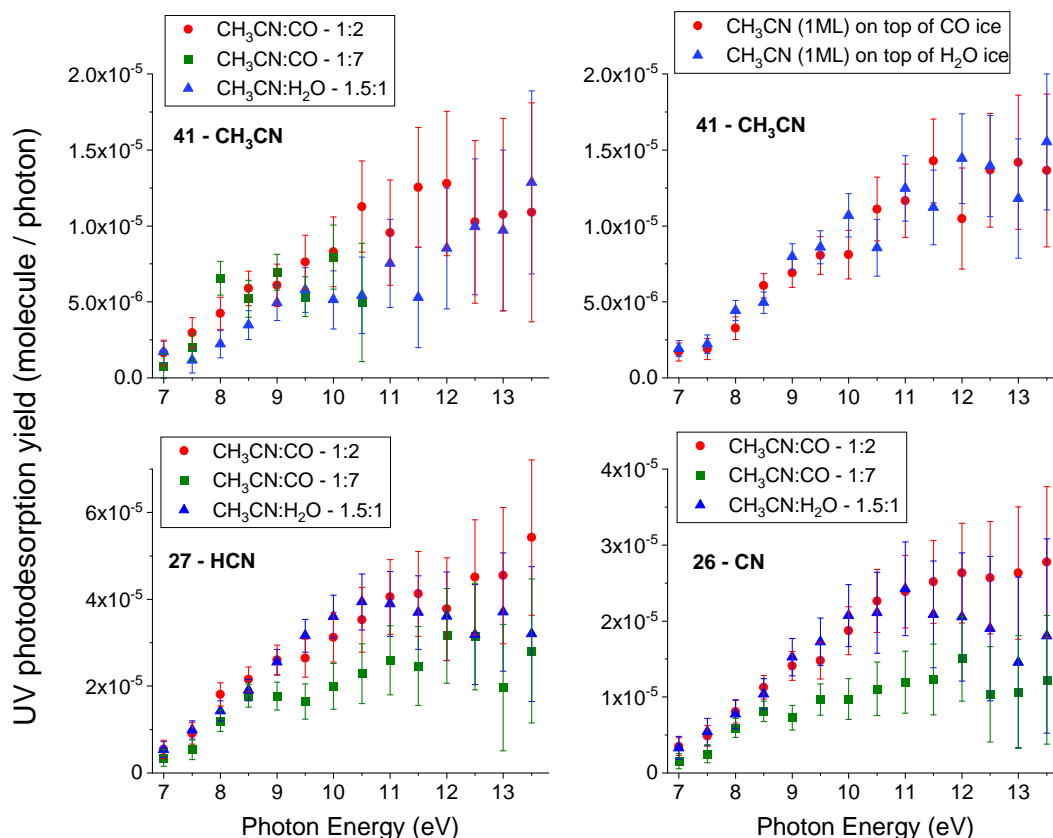 UV photodesorption yield (molecule / photon)
CH₃CN:CO - 1:2
CH₃CN:CO - 1:7
CH₃CN:H₂O - 1.5:1
41 - CH₃CN
2.0x10⁻⁵
1.5x10⁻⁵
1.0x10⁻⁵
5.0x10⁻⁶
0.0
7 8 9 10 11 12 13
CH₃CN (1ML) on top of CO ice
CH₃CN (1ML) on top of H₂O ice
41 - CH₃CN
2.0x10⁻⁵
1.5x10⁻⁵
1.0x10⁻⁵
5.0x10⁻⁶
0.0
7 8 9 10 11 12 13
CH₃CN:CO - 1:2
CH₃CN:CO - 1:7
CH₃CN:H₂O - 1.5:1
27 - HCN
6x10⁻⁵
4x10⁻⁵
2x10⁻⁵
0
7 8 9 10 11 12 13
Photon Energy (eV)
CH₃CN:CO - 1:2
CH₃CN:CO - 1:7
CH₃CN:H₂O - 1.5:1
26 - CN
4x10⁻⁵
3x10⁻⁵
2x10⁻⁵
1x10⁻⁵
0
7 8 9 10 11 12 13
Photon Energy (eV)